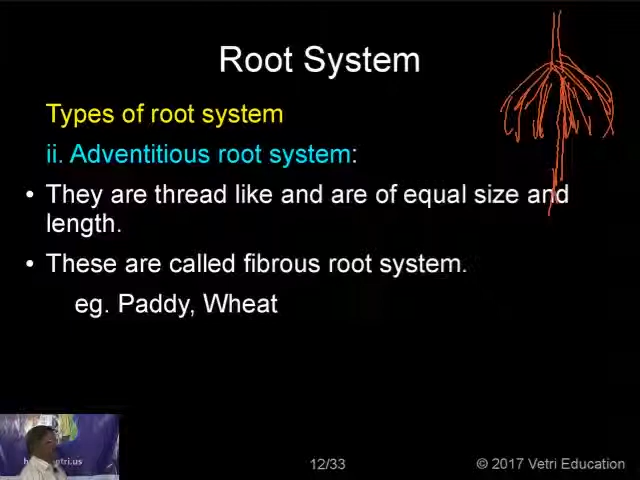 Root System
Types of root system
ii. Adventitious root system:
• They are thread like and are of equal size and
length.
• These are called fibrous root system.
eg. Paddy, Wheat
12/33
© 2017 Vetri Education